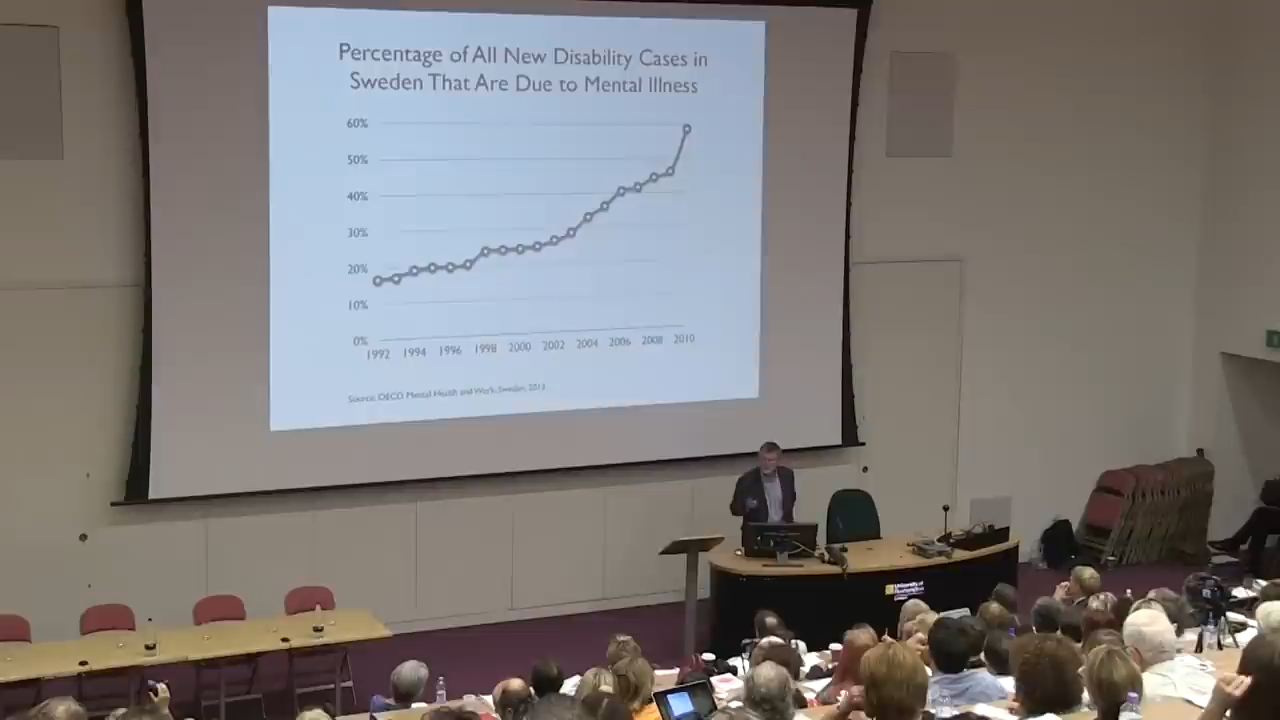 Percentage of All New Disability Cases in
Sweden That Are Due to Mental Illness
60%
50%
40%
30%
20%
10%
0%
1992 1994 1996 1998 2000 2002 2004 2006 2008 2010
Source: OECD Mental Health and Work, Sweden, 2013
University of